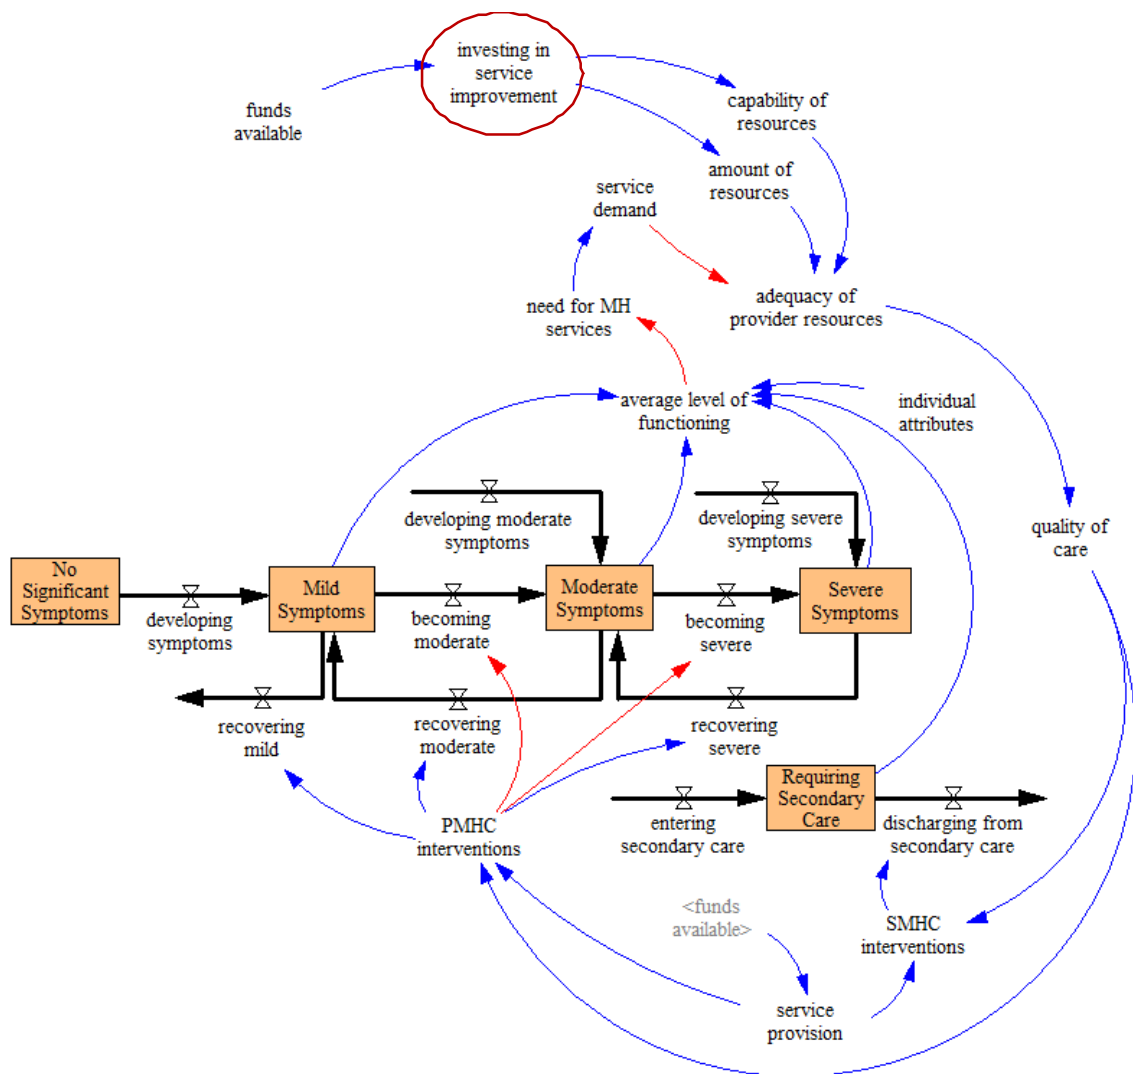 investing in
service
improvement
funds
available
capability of
resources
amount of
resources
service
demand
need for MH
services
adequacy of
provider resources
average level of
functioning
individual
attributes
developing moderate
symptoms
developing severe
symptoms
quality of
care
No
Significant
Symptoms
developing
symptoms
Mild
Symptoms
becoming
moderate
Moderate
Symptoms
becoming
severe
Severe
Symptoms
recovering
mild
recovering
moderate
recovering
severe
Requiring
Secondary
Care
entering
secondary care
discharging from
secondary care
PMHC
interventions
<funds
available>
SMHC
interventions
service
provision